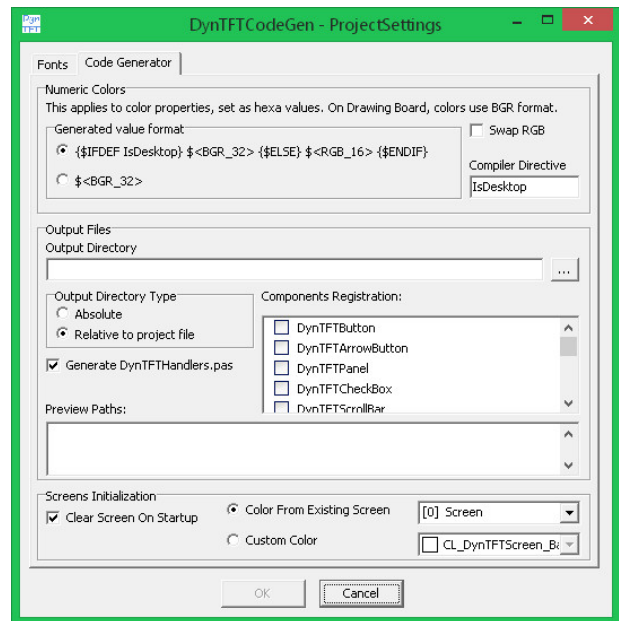 Dyn
TFT
DynTFTCodeGen - ProjectSettings
Fonts
Code Generator
Numeric Colors
This applies to color properties, set as hexa values. On Drawing Board, colors use BGR format.
Generated value format
{$IFDEF IsDesktop} $<BGR_32> {$ELSE} $<RGB_16> {$ENDIF}
$<BGR_32>
Swap RGB
Compiler Directive
IsDesktop
Output Files
Output Directory
...
Output Directory Type
Absolute
Relative to project file
Generate DynTFTHandlers.pas
Components Registration:
DynTFTButton
DynTFTArrowButton
DynTFTPanel
DynTFTCheckBox
DynTFTScrollBar
Preview Paths:
Screens Initialization
Clear Screen On Startup
Color From Existing Screen
[0] Screen
Custom Color
CL_DynTFTScreen_Ba
OK
Cancel